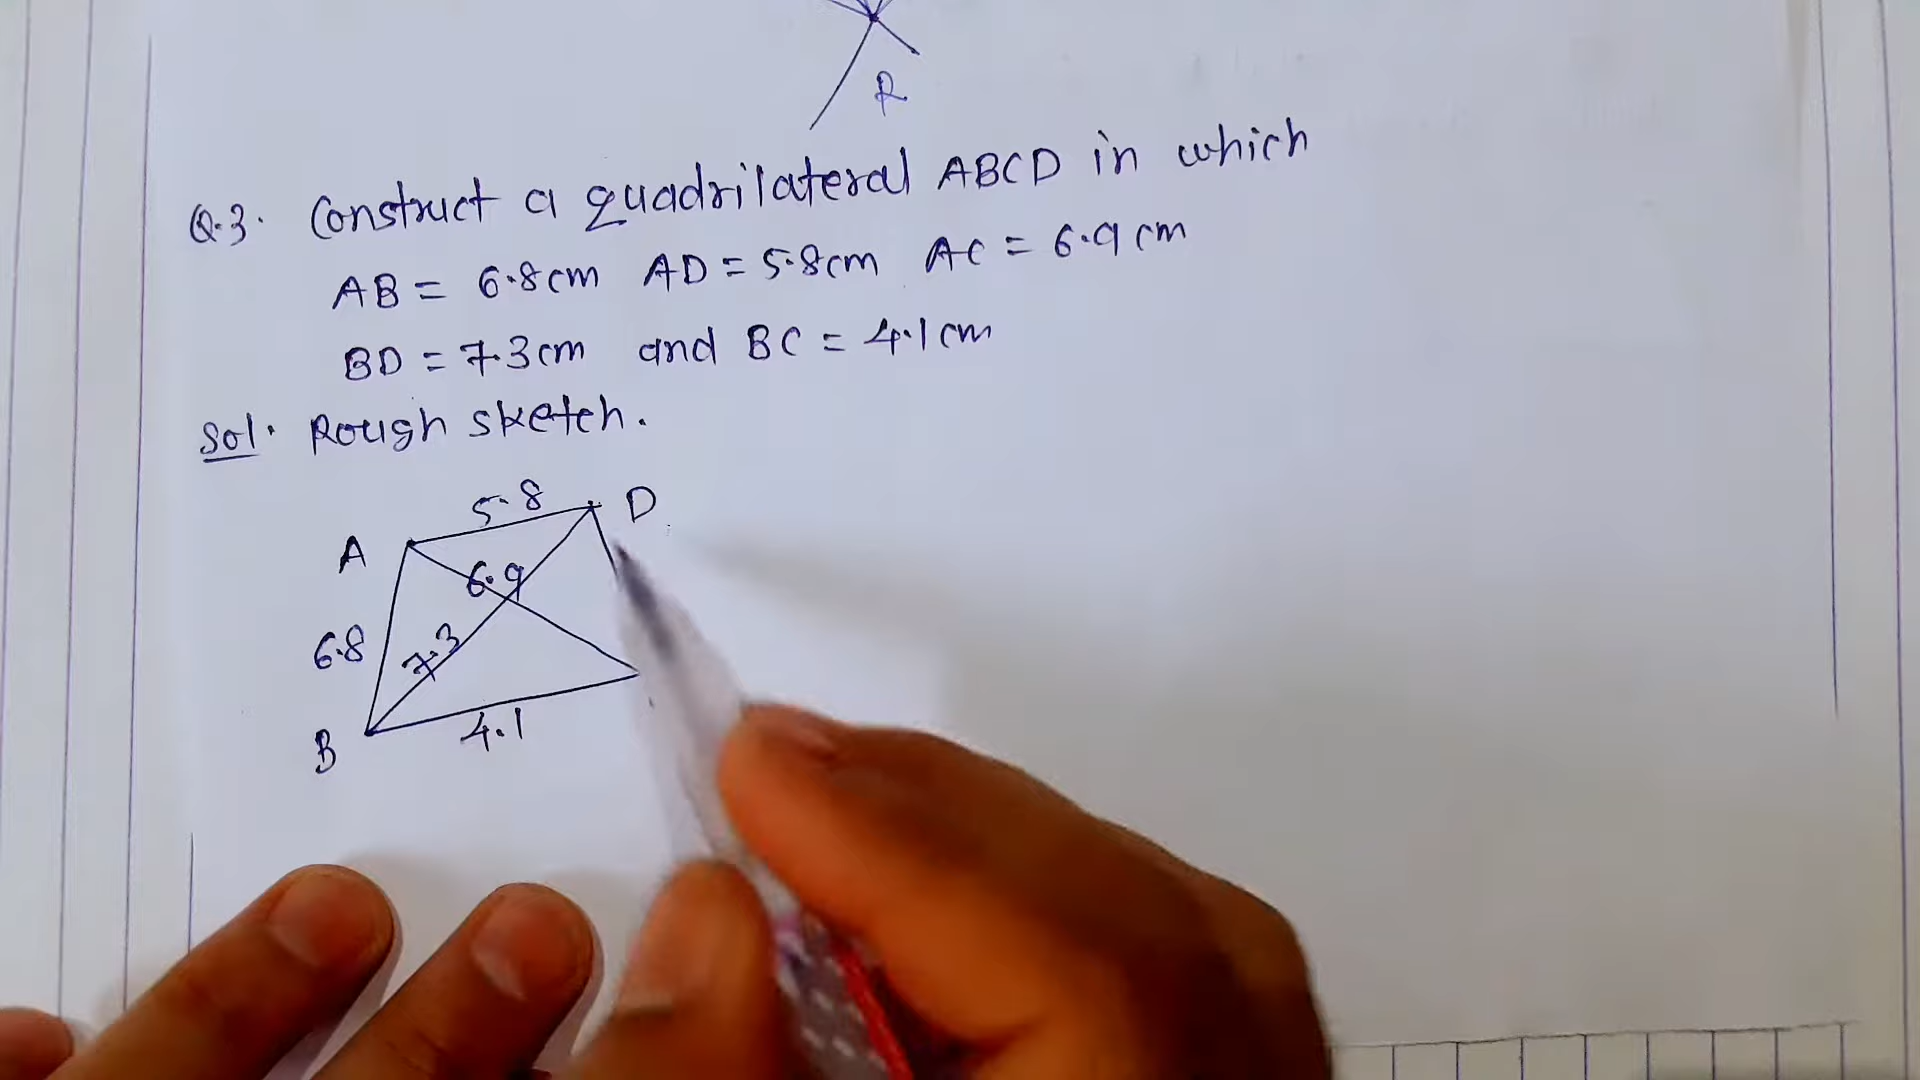 R
Q.3. Construct a quadrilateral ABCD in which
AB = 6.8cm AD = 5.8cm AC = 6.9cm
BD = 7.3cm and BC = 4.1cm
Sol. Rough sketch.
5.8 D
A
6.9
6.8 7.3
4.1
B